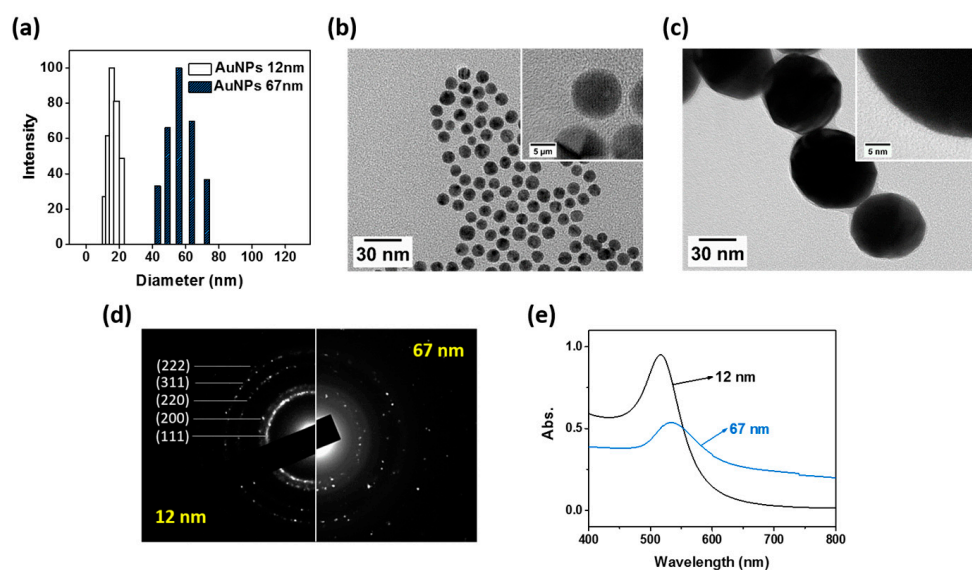 (a)
AuNPs 12nm
AuNPs 67nm
100
80
60
40
20
0
Intensity
0 20 40 60 80 100 120
Diameter (nm)
(b)
5 µm
30 nm
(c)
5 nm
30 nm
(d)
67 nm
(222)
(311)
(220)
(200)
(111)
12 nm
(e)
1.0
0.5
0.0
Abs.
12 nm
67 nm
400 500 600 700 800
Wavelength (nm)